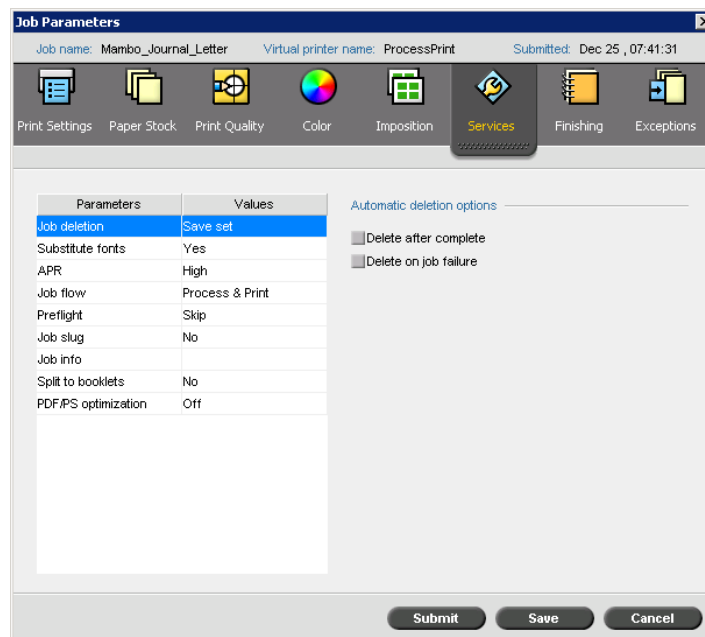 Job Parameters
Job name: Mambo_Journal_Letter Virtual printer name: ProcessPrint Submitted: Dec 25 , 07:41:31
Print Settings Paper Stock Print Quality Color Imposition Services Finishing Exceptions
Parameters Values
Automatic deletion options
Job deletion Save set
Delete after complete
Substitute fonts Yes
Delete on job failure
APR High
Job flow Process & Print
Preflight Skip
Job slug No
Job info
Split to booklets No
PDF/PS optimization Off
Submit Save Cancel